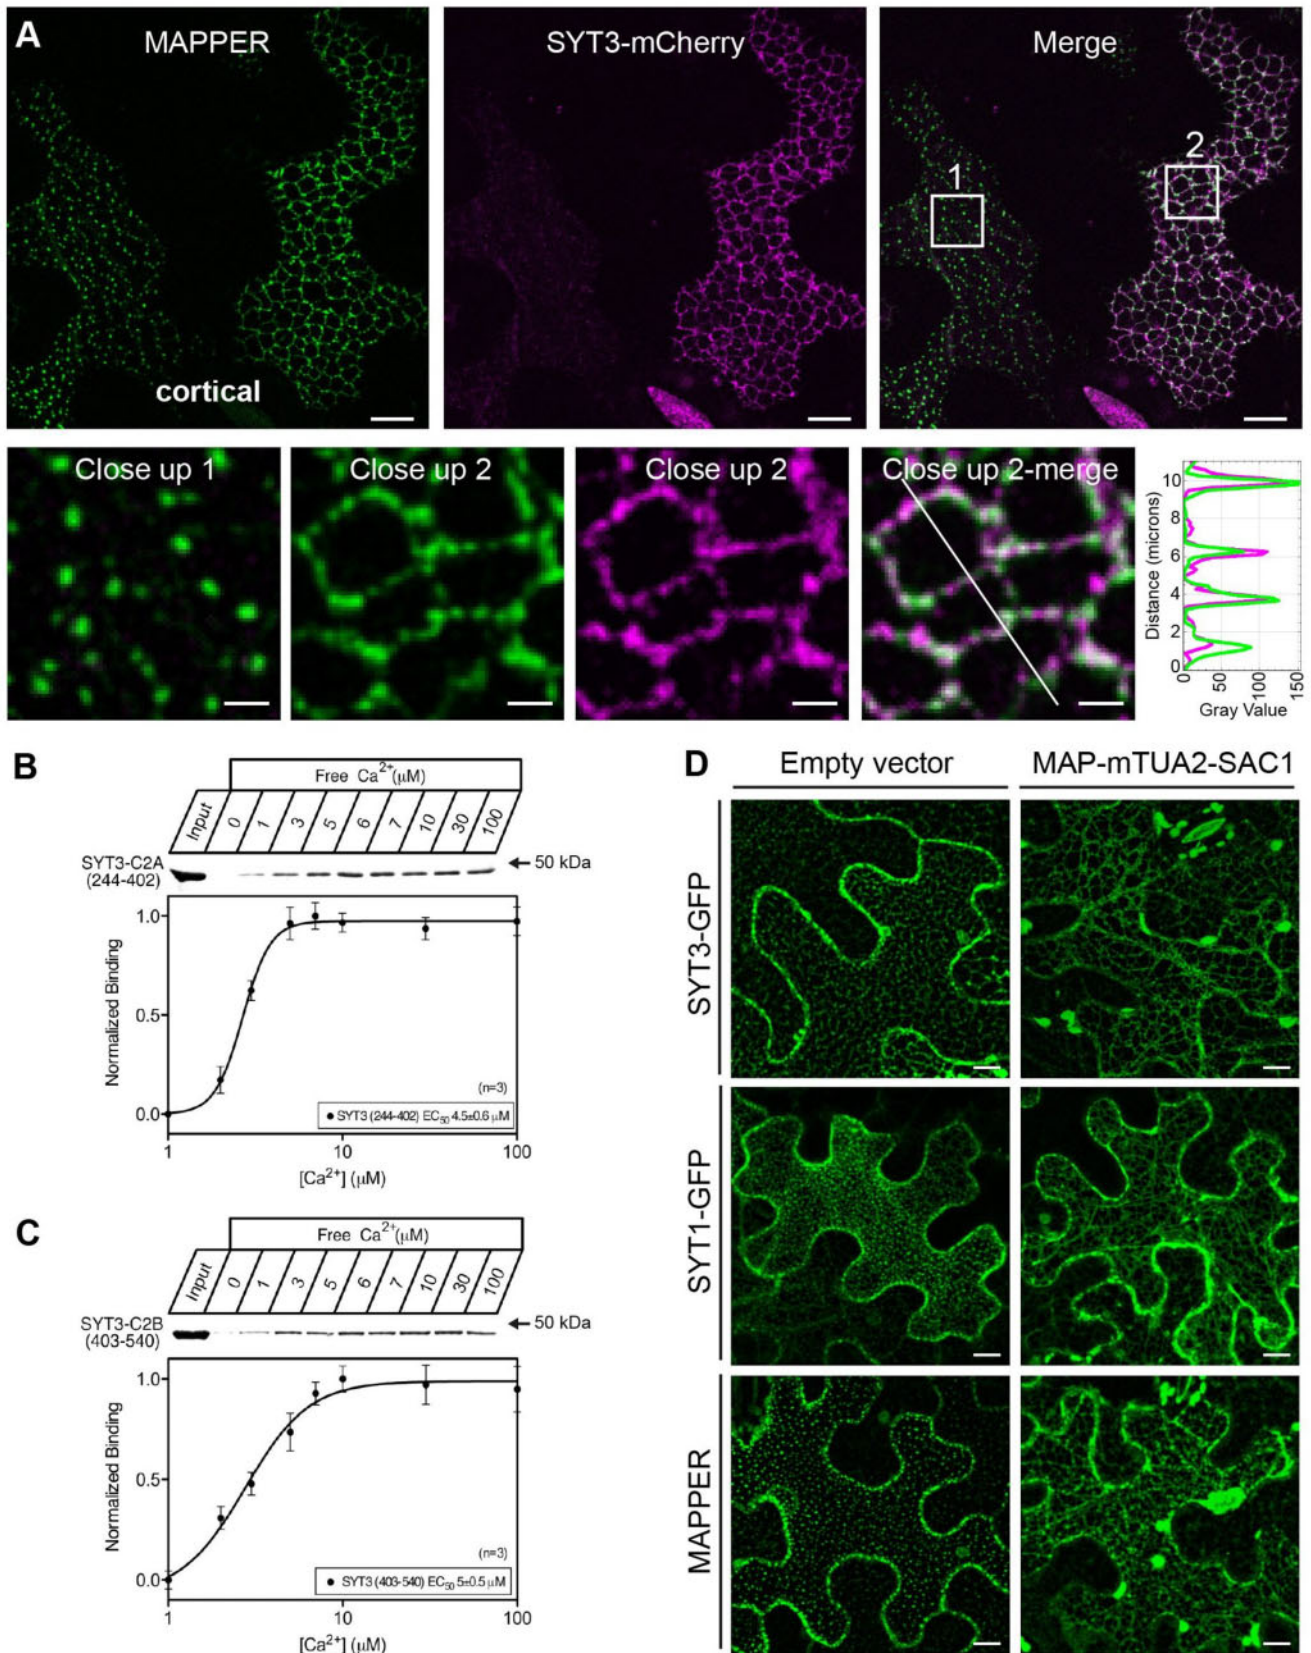 A
MAPPER
SYT3-mCherry
Merge
1
2
cortical
Close up 1
Close up 2
Close up 2
Close up 2-merge
Distance (microns)
10
8
6
4
2
0
0
50
100
150
Gray Value
B
Free Ca2+(μM)
Input 0 1 3 5 6 7 10 30 100
SYT3-C2A
(244-402)
50 kDa
Normalized Binding
1.0
0.5
0.0
(n=3)
SYT3 (244-402) EC50 4.5±0.6 μM
1 10 100
[Ca2+] (μM)
C
Free Ca2+(μM)
Input 0 1 3 5 6 7 10 30 100
SYT3-C2B
(403-540)
50 kDa
Normalized Binding
1.0
0.5
0.0
(n=3)
SYT3 (403-540) EC50 5±0.5 μM
1 10 100
[Ca2+] (μM)
D
Empty vector
MAP-mTUA2-SAC1
SYT3-GFP
SYT1-GFP
MAPPER